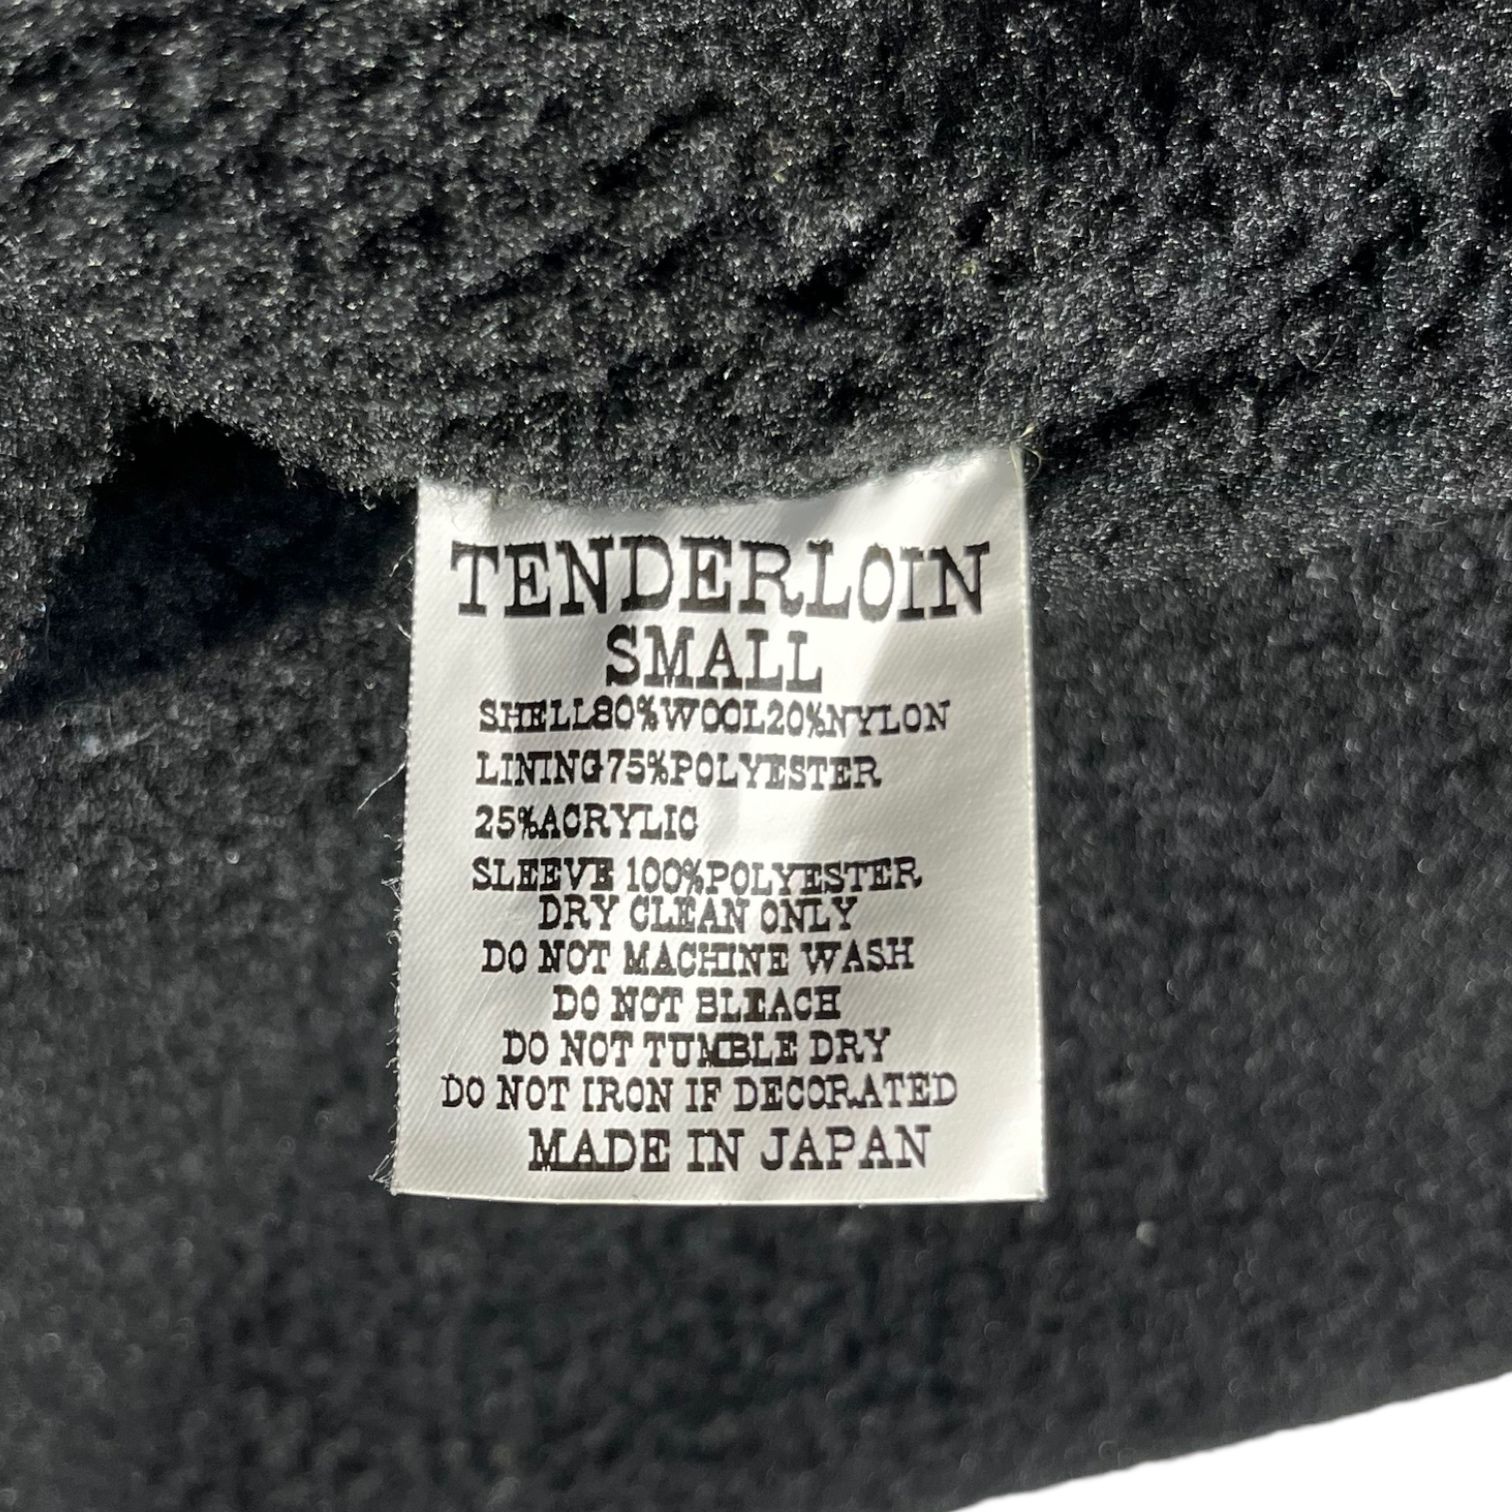 TENDERLOIN
SMALL
SHELL80%WOOL20%NYLON
LINING75%POLYESTER
25%ACRYLIC
SLEEVE 100%POLYESTER
DRY CLEAN ONLY
DO NOT MACHINE WASH
DO NOT BLEACH
DO NOT TUMBLE DRY
DO NOT IRON IF DECORATED
MADE IN JAPAN